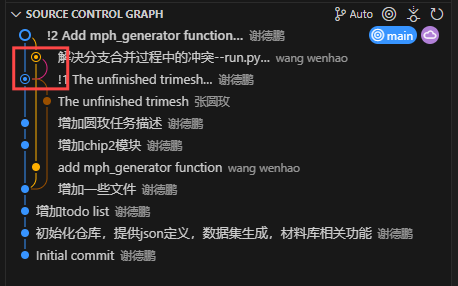 SOURCE CONTROL GRAPH Auto
!2 Add mph_generator function... 谢德鹏 main
解决分支合并过程中的冲突--run.py... wang wenhao
!1 The unfinished trimesh... 谢德鹏
The unfinished trimesh 张圆玫
增加圆玫任务描述 谢德鹏
增加chip2模块 谢德鹏
add mph_generator function wang wenhao
增加一些文件 谢德鹏
增加todo list 谢德鹏
初始化仓库，提供json定义，数据集生成，材料库相关功能 谢德鹏
Initial commit 谢德鹏